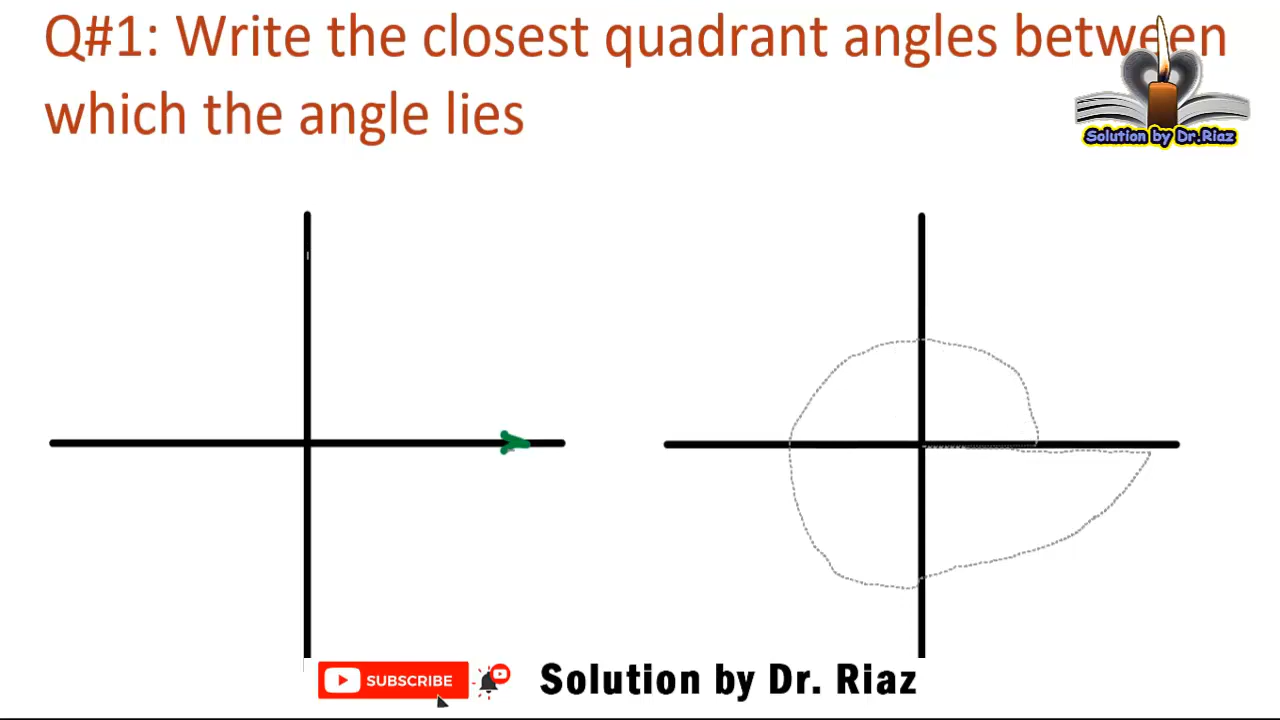 Q#1: Write the closest quadrant angles between
which the angle lies
Solution by Dr.Riaz
SUBSCRIBE
Solution by Dr. Riaz